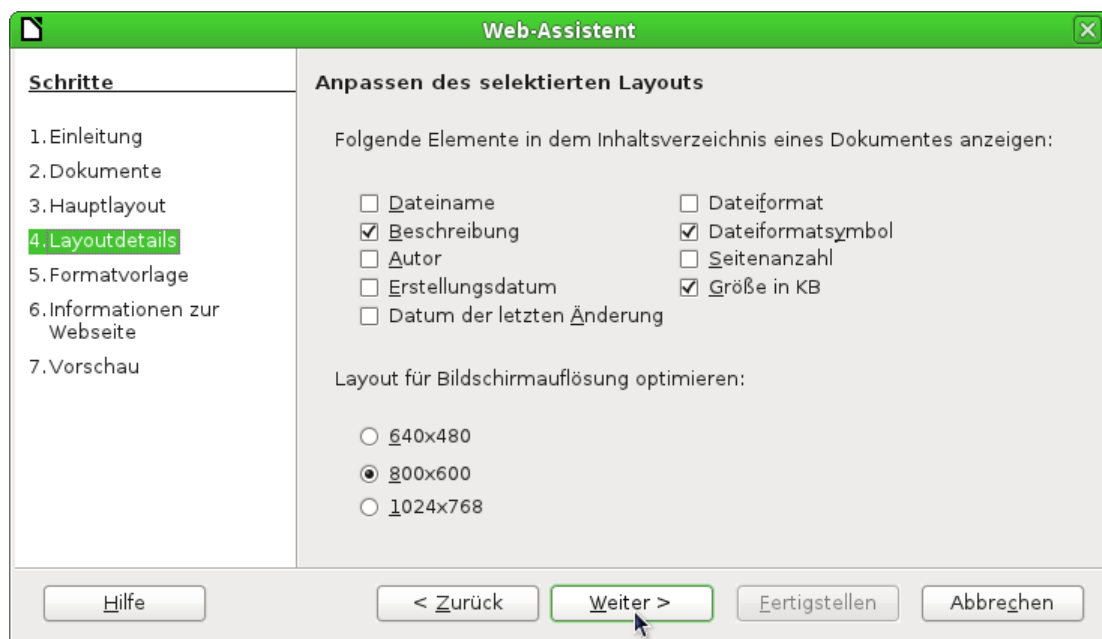 Web-Assistent
Schritte
1. Einleitung
2. Dokumente
3. Hauptlayout
4. Layoutdetails
5. Formatvorlage
6. Informationen zur
Webseite
7. Vorschau
Anpassen des selektierten Layouts
Folgende Elemente in dem Inhaltsverzeichnis eines Dokumentes anzeigen:
Dateiname
Beschreibung
Autor
Erstellungsdatum
Datum der letzten Änderung
Dateiformat
Dateiformatsymbol
Seitenanzahl
Größe in KB
Layout für Bildschirmauflösung optimieren:
640x480
800x600
1024x768
Hilfe
< Zurück
Weiter >
Fertigstellen
Abbrechen